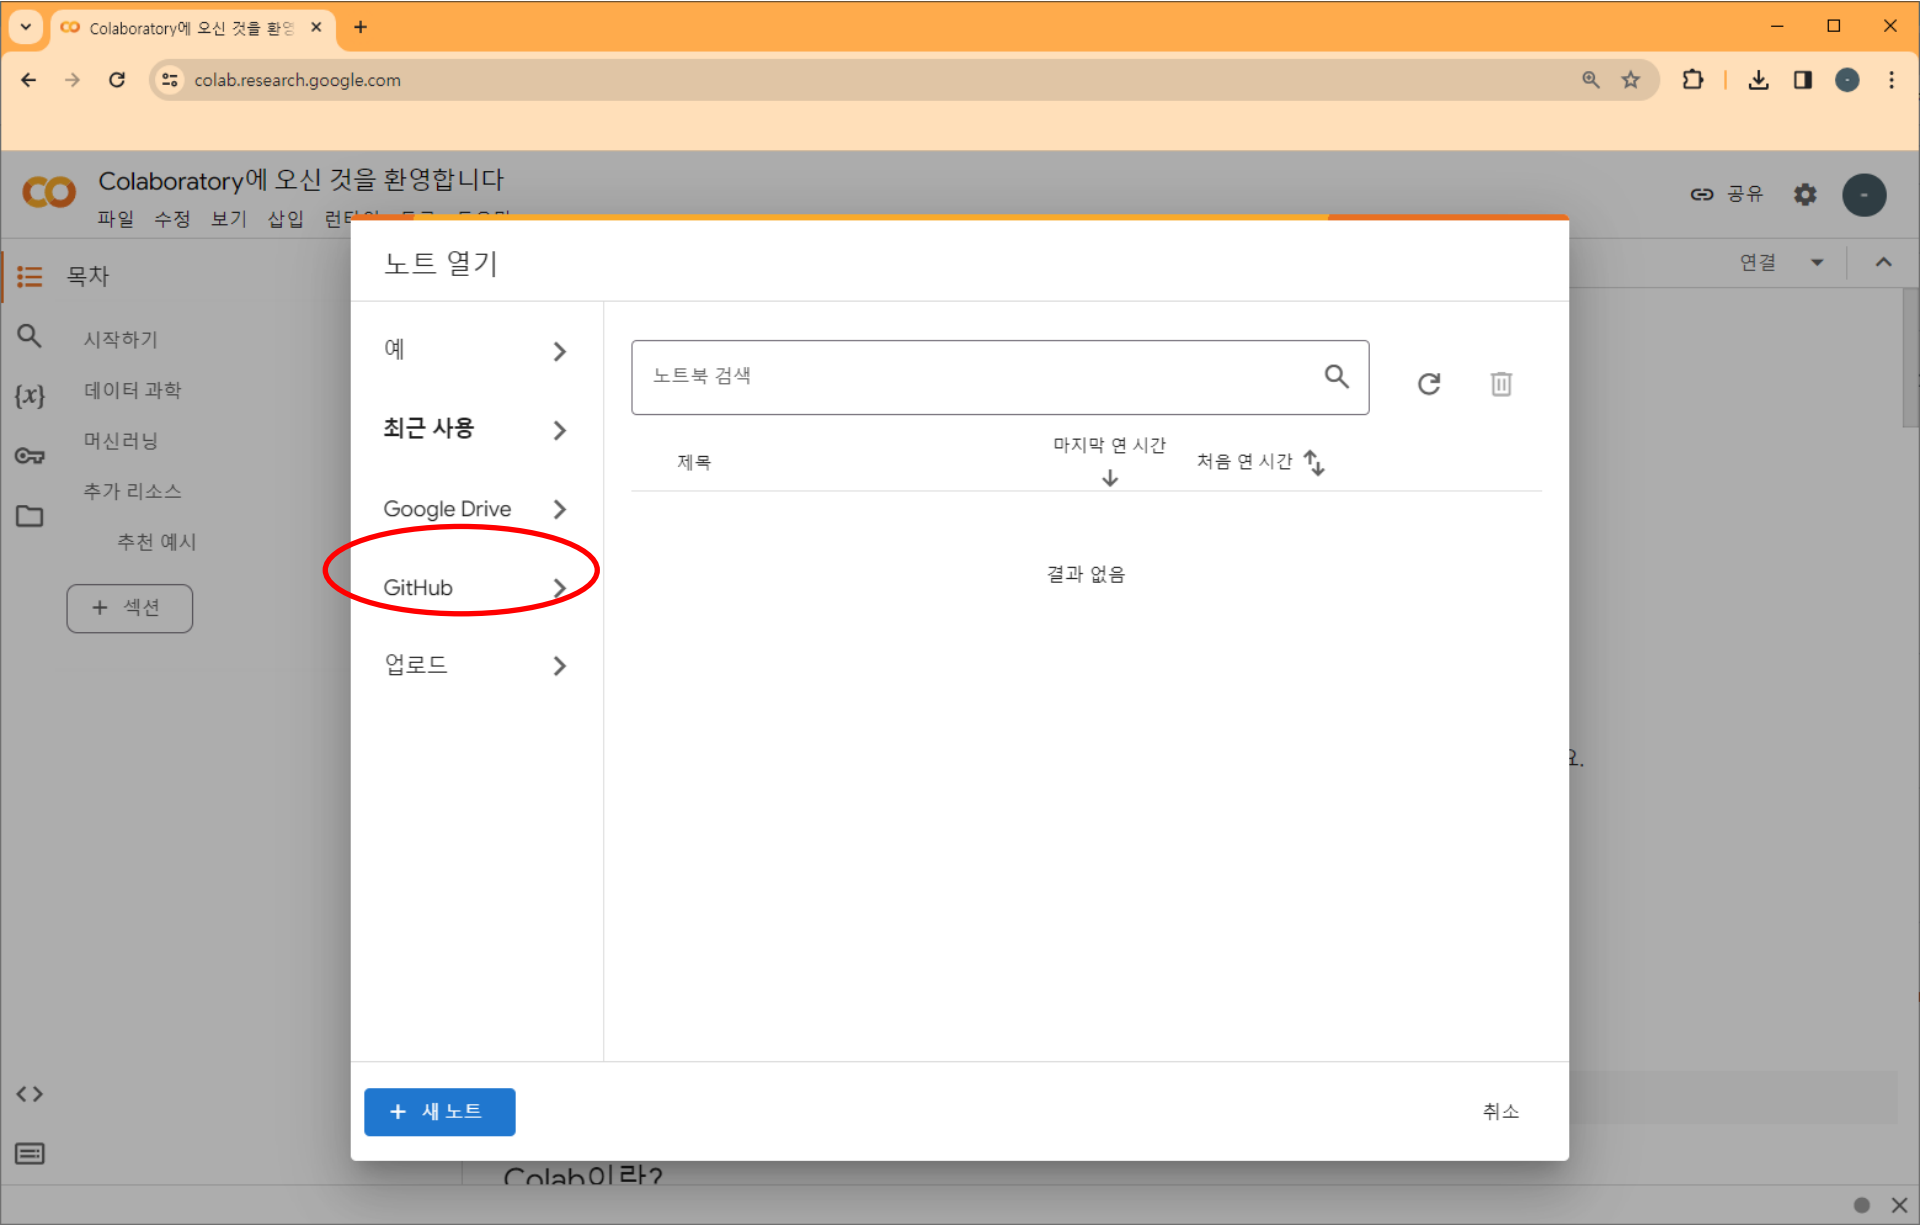 Colaboratory에 오신 것을 환영
colab.research.google.com
Colaboratory에 오신 것을 환영합니다
공유
파일 수정 보기 삽입
목차
연결
시작하기
데이터 과학
머신러닝
추가 리소스
추천 예시
+ 섹션
노트 열기
예
최근 사용
Google Drive
GitHub
업로드
노트북 검색
제목
마지막 연 시간
처음 연 시간
결과 없음
요.
+ 새 노트
취소
Colab이란?